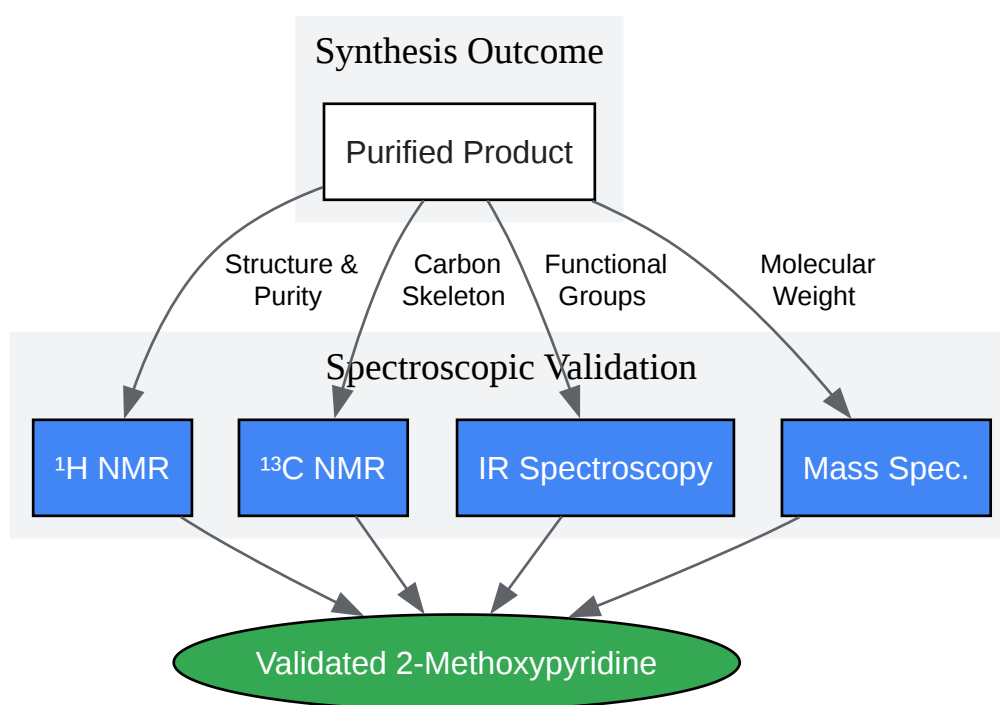 Synthesis Outcome
Purified Product
Structure &
Purity
Carbon
Skeleton
Functional
Groups
Molecular
Weight
Spectroscopic Validation
¹H NMR
¹³C NMR
IR Spectroscopy
Mass Spec.
Validated 2-Methoxypyridine